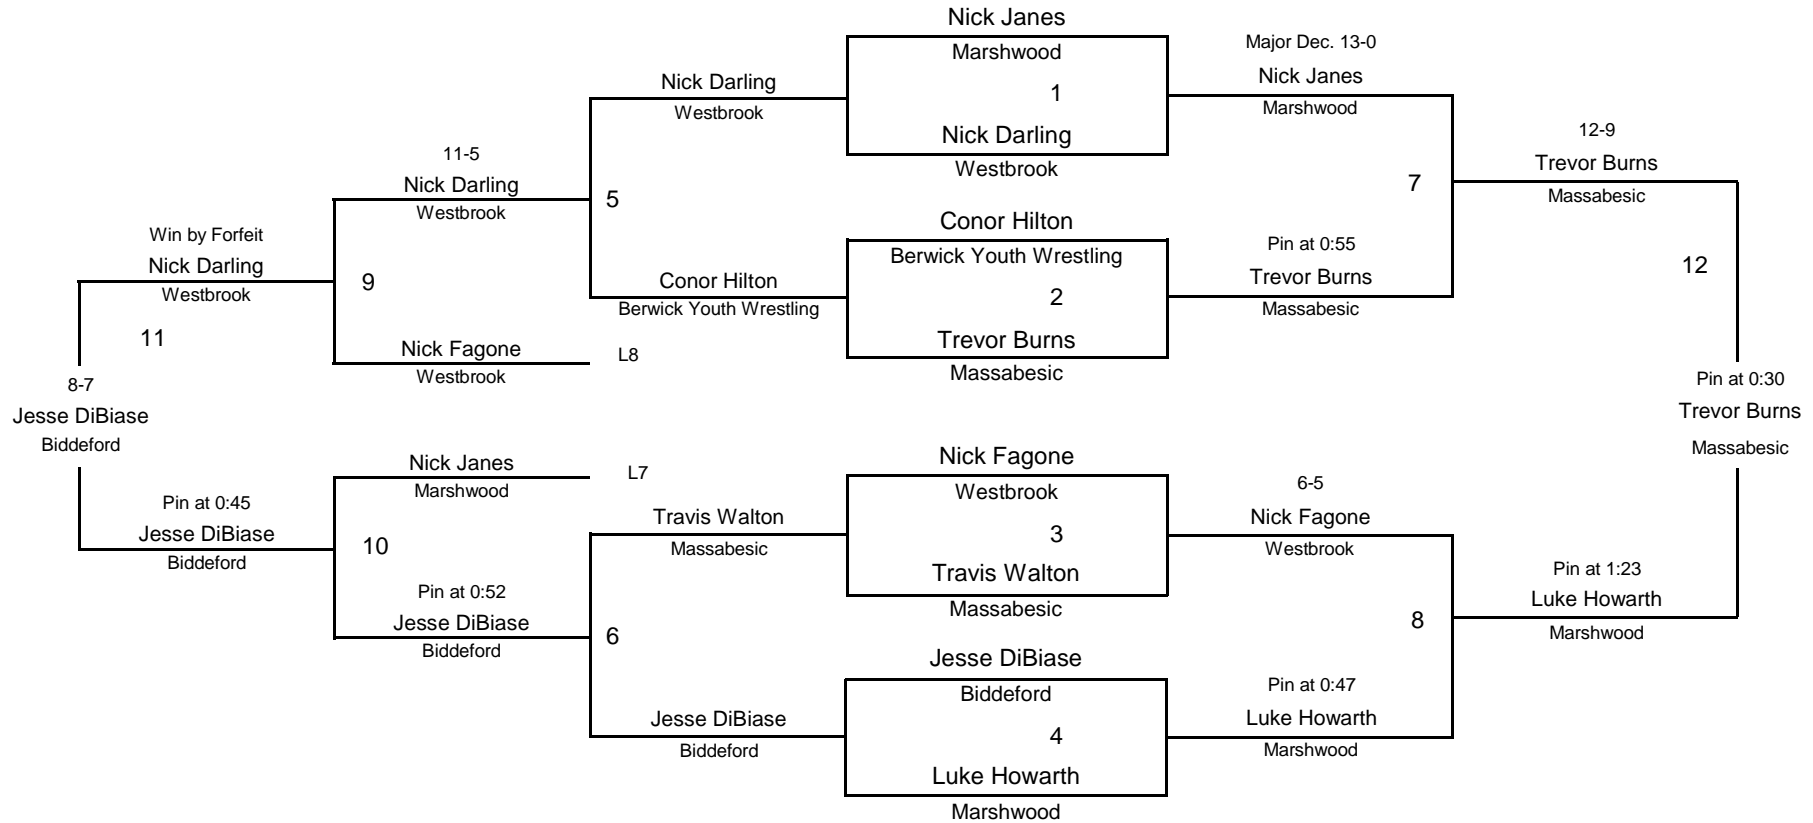 Nick Janes
Marshwood
1
Nick Darling
Westbrook
Major Dec. 13-0
Nick Janes
Marshwood
Nick Darling
Westbrook
11-5
Nick Darling
Westbrook
5
7
12-9
Trevor Burns
Massabesic
Conor Hilton
Berwick Youth Wrestling
2
Trevor Burns
Massabesic
Pin at 0:55
Trevor Burns
Massabesic
Conor Hilton
Berwick Youth Wrestling
Win by Forfeit
Nick Darling
Westbrook
9
12
11
Nick Fagone
Westbrook
L8
8-7
Jesse DiBiase
Biddeford
Pin at 0:30
Trevor Burns
Massabesic
Nick Janes
Marshwood
L7
Nick Fagone
Westbrook
3
Travis Walton
Massabesic
6-5
Nick Fagone
Westbrook
Travis Walton
Massabesic
Pin at 0:45
Jesse DiBiase
Biddeford
10
Pin at 0:52
Jesse DiBiase
Biddeford
6
8
Pin at 1:23
Luke Howarth
Marshwood
Jesse DiBiase
Biddeford
4
Luke Howarth
Marshwood
Pin at 0:47
Luke Howarth
Marshwood
Jesse DiBiase
Biddeford